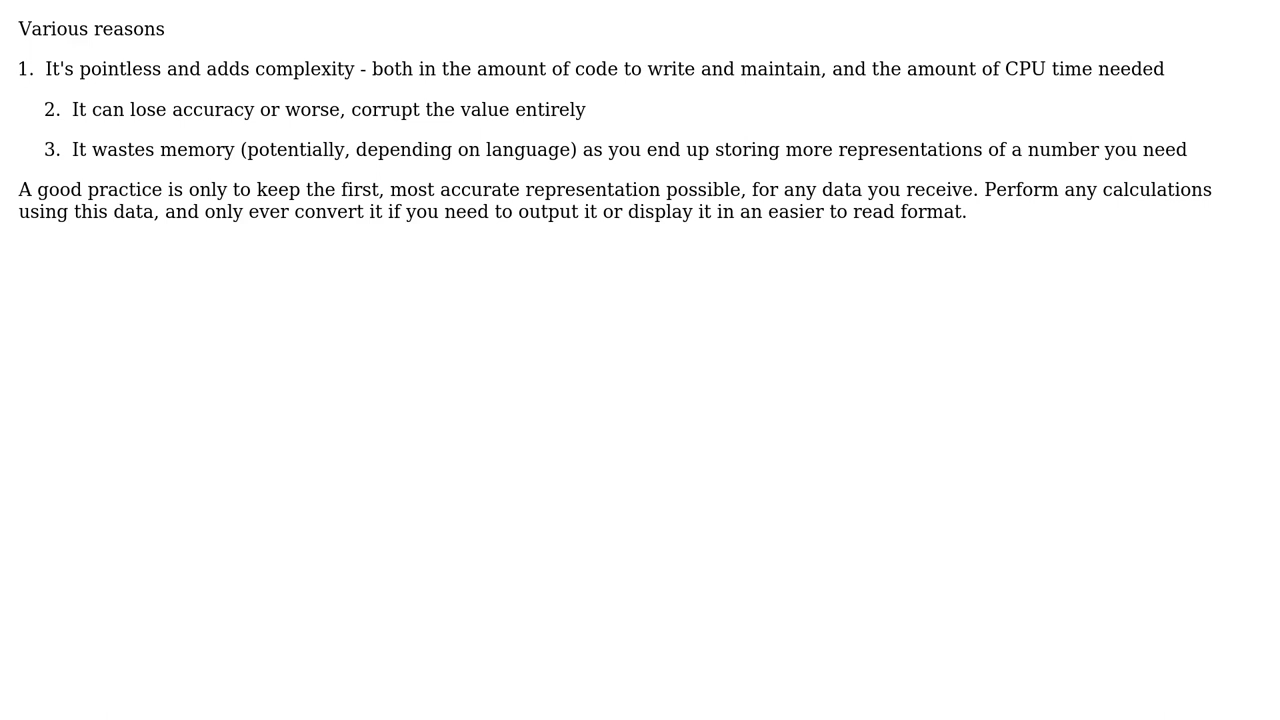 Various reasons
1. It's pointless and adds complexity - both in the amount of code to write and maintain, and the amount of CPU time needed
2. It can lose accuracy or worse, corrupt the value entirely
3. It wastes memory (potentially, depending on language) as you end up storing more representations of a number you need
A good practice is only to keep the first, most accurate representation possible, for any data you receive. Perform any calculations
using this data, and only ever convert it if you need to output it or display it in an easier to read format.